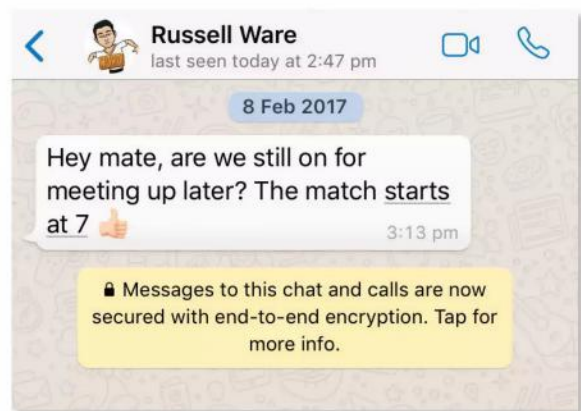 Russell Ware
last seen today at 2:47 pm
8 Feb 2017
Hey mate, are we still on for
meeting up later? The match starts
at 7 👍🏻
3:13 pm
Messages to this chat and calls are now
secured with end-to-end encryption. Tap for
more info.